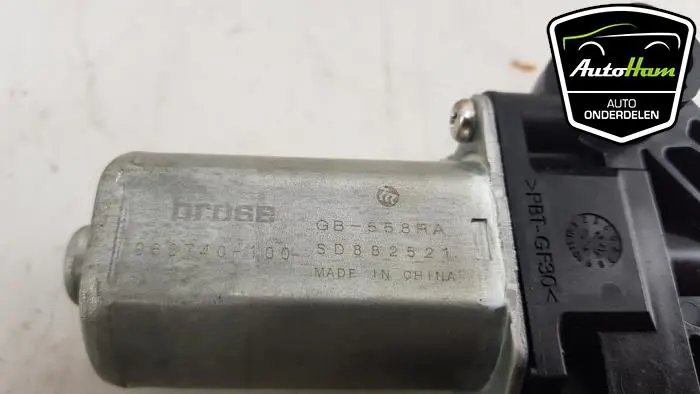 AutoHam
AUTO
ONDERDELEN
brose
GB-558RA
SD882521
MADE IN CHINA
>PBT-GF30<